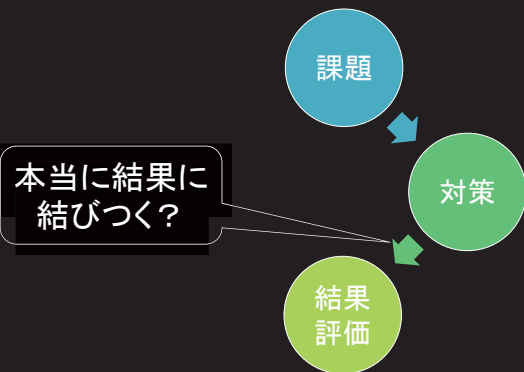 課題
対策
本当に結果に
結びつく？
結果
評価